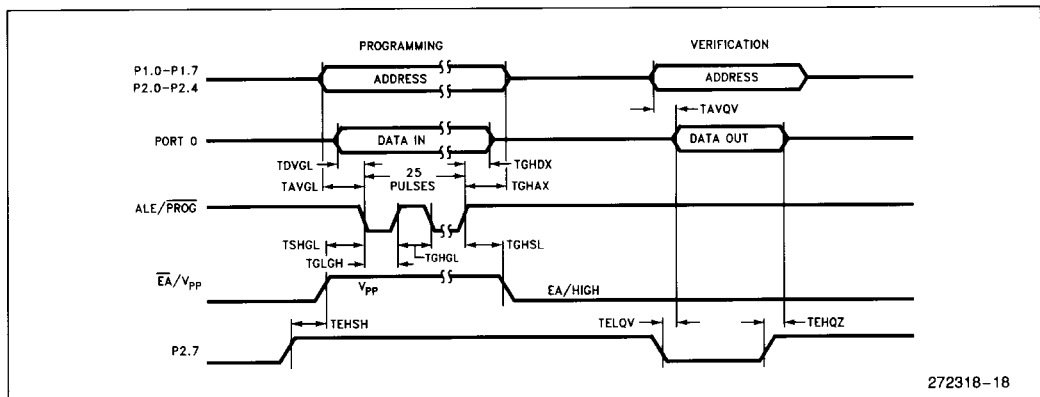 PROGRAMMING VERIFICATION
P1.0–P1.7
P2.0–P2.4
ADDRESS ADDRESS
TAVQV
PORT 0
DATA IN DATA OUT
TDVGL 25 TGHDX
TAVGL PULSES TGHAX
ALE/PROG
TSHGL TGHSL
TGLGH TGHGL
EA/VPP
VPP EA/HIGH
TEHSH TELQV TEHQZ
P2.7
272318–18